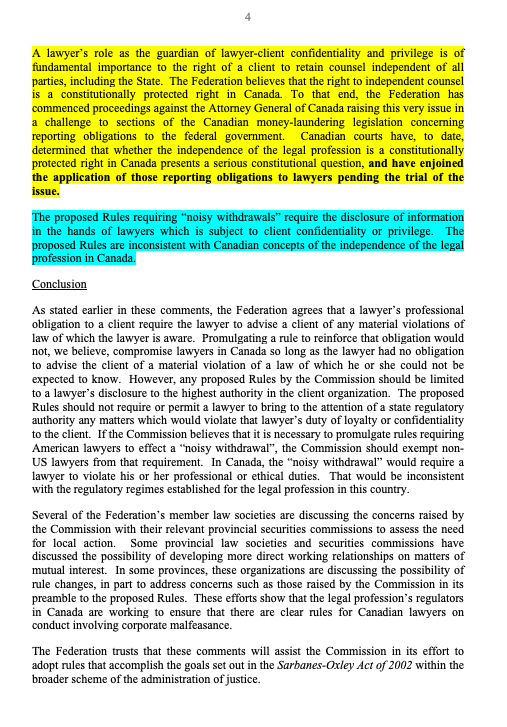 4
A lawyer's role as the guardian of lawyer-client confidentiality and privilege is of
fundamental importance to the right of a client to retain counsel independent of all
parties, including the State. The Federation believes that the right to independent counsel
is a constitutionally protected right in Canada. To that end, the Federation has
commenced proceedings against the Attorney General of Canada raising this very issue in
a challenge to sections of the Canadian money-laundering legislation concerning
reporting obligations to the federal government. Canadian courts have, to date,
determined that whether the independence of the legal profession is a constitutionally
protected right in Canada presents a serious constitutional question, and have enjoined
the application of those reporting obligations to lawyers pending the trial of the
issue.
The proposed Rules requiring "noisy withdrawals" require the disclosure of information
in the hands of lawyers which is subject to client confidentiality or privilege. The
proposed Rules are inconsistent with Canadian concepts of the independence of the legal
profession in Canada.
Conclusion
As stated earlier in these comments, the Federation agrees that a lawyer's professional
obligation to a client require the lawyer to advise a client of any material violations of
law of which the lawyer is aware. Promulgating a rule to reinforce that obligation would
not, we believe, compromise lawyers in Canada so long as the lawyer had no obligation
to advise the client of a material violation of a law of which he or she could not be
expected to know. However, any proposed Rules by the Commission should be limited
to a lawyer's disclosure to the highest authority in the client organization. The proposed
Rules should not require or permit a lawyer to bring to the attention of a state regulatory
authority any matters which would violate that lawyer's duty of loyalty or confidentiality
to the client. If the Commission believes that it is necessary to promulgate rules requiring
American lawyers to effect a "noisy withdrawal", the Commission should exempt non-
US lawyers from that requirement. In Canada, the "noisy withdrawal" would require a
lawyer to violate his or her professional or ethical duties. That would be inconsistent
with the regulatory regimes established for the legal profession in this country.
Several of the Federation's member law societies are discussing the concerns raised by
the Commission with their relevant provincial securities commissions to assess the need
for local action. Some provincial law societies and securities commissions have
discussed the possibility of developing more direct working relationships on matters of
mutual interest. In some provinces, these organizations are discussing the possibility of
rule changes, in part to address concerns such as those raised by the Commission in its
preamble to the proposed Rules. These efforts show that the legal profession's regulators
in Canada are working to ensure that there are clear rules for Canadian lawyers on
conduct involving corporate malfeasance.
The Federation trusts that these comments will assist the Commission in its effort to
adopt rules that accomplish the goals set out in the Sarbanes-Oxley Act of 2002 within the
broader scheme of the administration of justice.